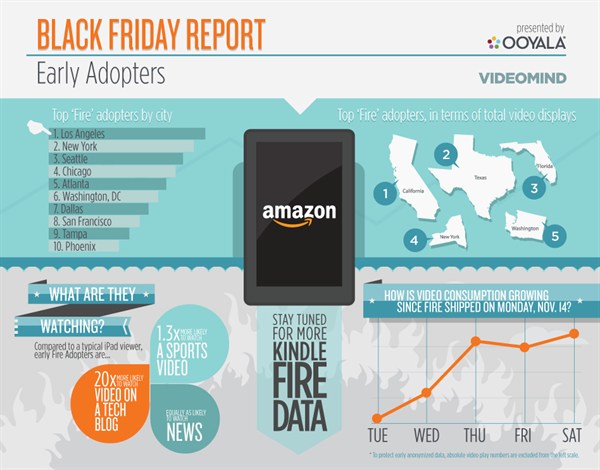 BLACK FRIDAY REPORT
Early Adopters
presented by
OOYALA
VIDEOMIND
Top 'Fire' adopters by city
1. Los Angeles
2. New York
3. Seattle
4. Chicago
5. Atlanta
6. Washington, DC
7. Dallas
8. San Francisco
9. Tampa
10. Phoenix
amazon
Top 'Fire' adopters, in terms of total video displays
1
California
2
Texas
Florida
3
4
New York
Washington
5
WHAT ARE THEY
WATCHING?
Compared to a typical iPad viewer,
early Fire Adopters are...
1.3x MORE LIKELY
TO WATCH
A SPORTS
VIDEO
20x MORE LIKELY
TO WATCH
VIDEO ON
A TECH
BLOG
EQUALLY AS LIKELY
TO WATCH
NEWS
STAY TUNED
FOR MORE
KINDLE
FIRE
DATA
HOW IS VIDEO CONSUMPTION GROWING
SINCE FIRE SHIPPED ON MONDAY, NOV. 14?
TUE WED THU FRI SAT
* To protect early anonymized data, absolute video play numbers are excluded from the left scale.